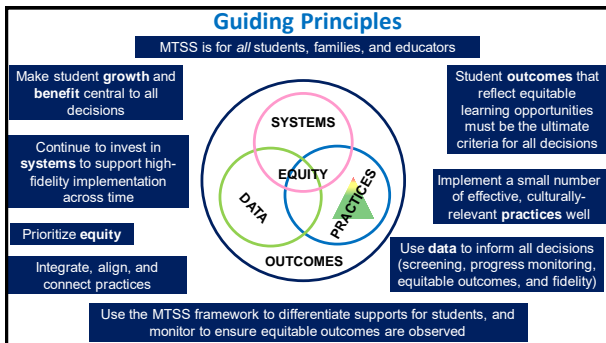 Guiding Principles
MTSS is for all students, families, and educators
Make student growth and
benefit central to all
decisions
Continue to invest in
systems to support high-
fidelity implementation
across time
Prioritize equity
Integrate, align, and
connect practices
SYSTEMS
EQUITY
DATA
PRACTICES
OUTCOMES
Student outcomes that
reflect equitable
learning opportunities
must be the ultimate
criteria for all decisions
Implement a small number
of effective, culturally-
relevant practices well
Use data to inform all decisions
(screening, progress monitoring,
equitable outcomes, and fidelity)
Use the MTSS framework to differentiate supports for students, and
monitor to ensure equitable outcomes are observed